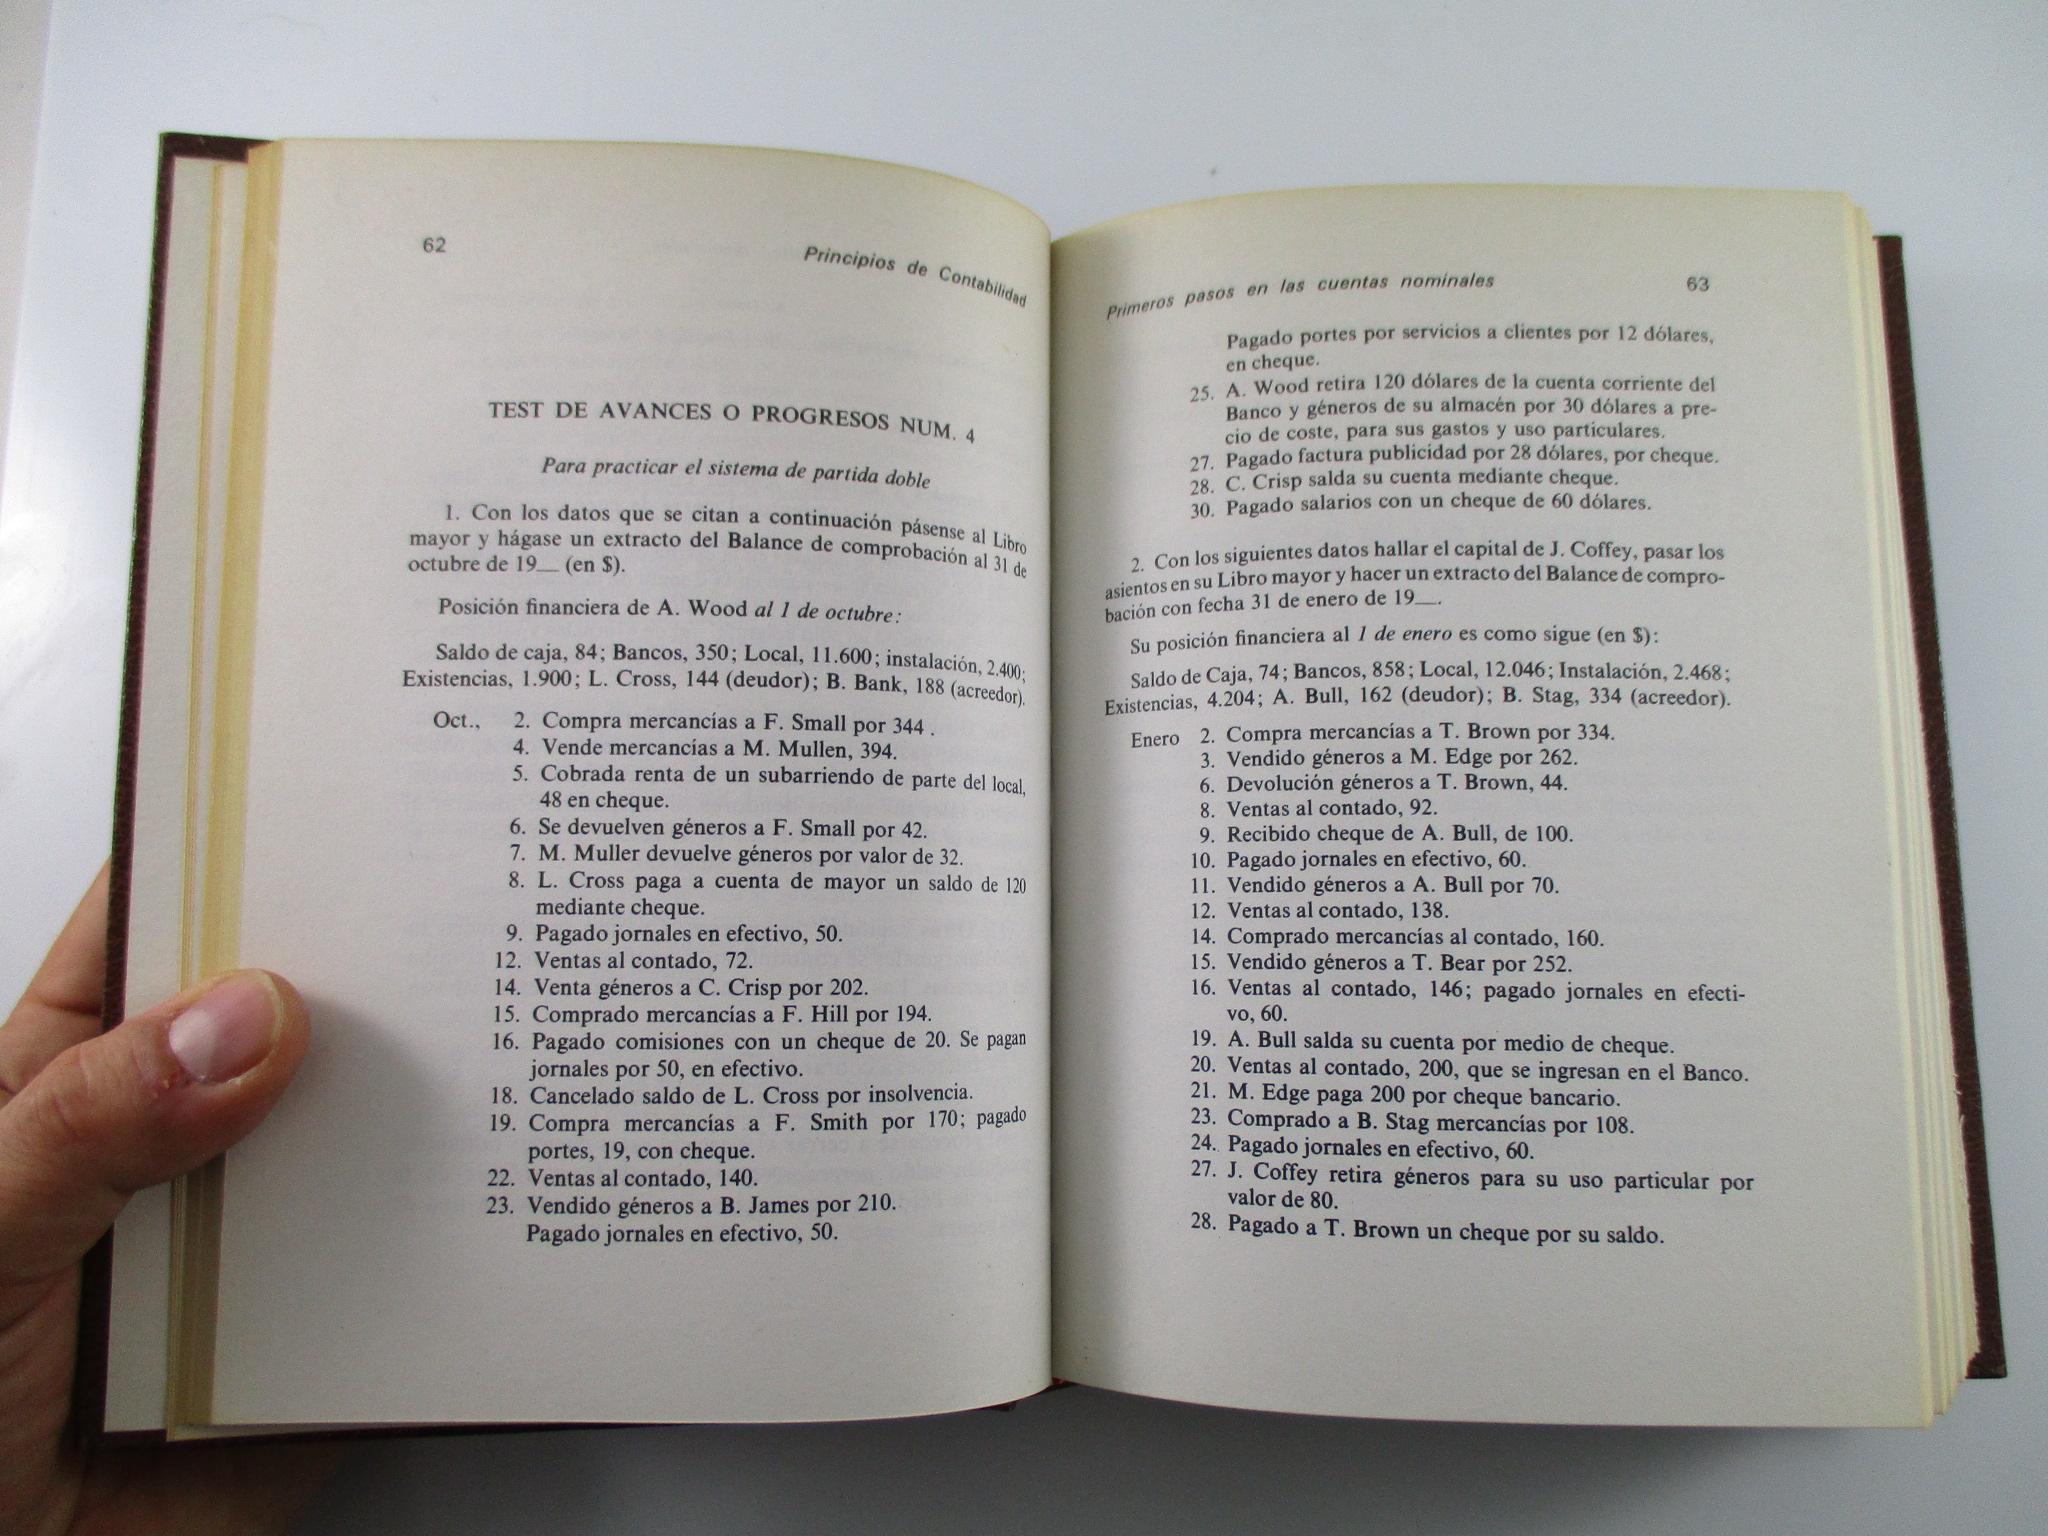 62
Principios de Contabilidad
TEST DE AVANCES O PROGRESOS NUM. 4
Para practicar el sistema de partida doble
1. Con los datos que se citan a continuación pásense al Libro
mayor y hágase un extracto del Balance de comprobación al 31 de
octubre de 19__ (en $).
Posición financiera de A. Wood al 1 de octubre:
Saldo de caja, 84; Bancos, 350; Local, 11.600; instalación, 2.400;
Existencias, 1.900; L. Cross, 144 (deudor); B. Bank, 188 (acreedor).
Oct., 2. Compra mercancías a F. Small por 344 .
4. Vende mercancías a M. Mullen, 394.
5. Cobrada renta de un subarriendo de parte del local,
48 en cheque.
6. Se devuelven géneros a F. Small por 42.
7. M. Muller devuelve géneros por valor de 32.
8. L. Cross paga a cuenta de mayor un saldo de 120
mediante cheque.
9. Pagado jornales en efectivo, 50.
12. Ventas al contado, 72.
14. Venta géneros a C. Crisp por 202.
15. Comprado mercancías a F. Hill por 194.
16. Pagado comisiones con un cheque de 20. Se pagan
jornales por 50, en efectivo.
18. Cancelado saldo de L. Cross por insolvencia.
19. Compra mercancías a F. Smith por 170; pagado
portes, 19, con cheque.
22. Ventas al contado, 140.
23. Vendido géneros a B. James por 210.
Pagado jornales en efectivo, 50.
Primeros pasos en las cuentas nominales
63
Pagado portes por servicios a clientes por 12 dólares,
en cheque.
25. A. Wood retira 120 dólares de la cuenta corriente del
Banco y géneros de su almacén por 30 dólares a pre-
cio de coste, para sus gastos y uso particulares.
27. Pagado factura publicidad por 28 dólares, por cheque.
28. C. Crisp salda su cuenta mediante cheque.
30. Pagado salarios con un cheque de 60 dólares.
2. Con los siguientes datos hallar el capital de J. Coffey, pasar los
asientos en su Libro mayor y hacer un extracto del Balance de compro-
bación con fecha 31 de enero de 19__.
Su posición financiera al 1 de enero es como sigue (en $):
Saldo de Caja, 74; Bancos, 858; Local, 12.046; Instalación, 2.468;
Existencias, 4.204; A. Bull, 162 (deudor); B. Stag, 334 (acreedor).
Enero 2. Compra mercancías a T. Brown por 334.
3. Vendido géneros a M. Edge por 262.
6. Devolución géneros a T. Brown, 44.
8. Ventas al contado, 92.
9. Recibido cheque de A. Bull, de 100.
10. Pagado jornales en efectivo, 60.
11. Vendido géneros a A. Bull por 70.
12. Ventas al contado, 138.
14. Comprado mercancías al contado, 160.
15. Vendido géneros a T. Bear por 252.
16. Ventas al contado, 146; pagado jornales en efecti-
vo, 60.
19. A. Bull salda su cuenta por medio de cheque.
20. Ventas al contado, 200, que se ingresan en el Banco.
21. M. Edge paga 200 por cheque bancario.
23. Comprado a B. Stag mercancías por 108.
24. Pagado jornales en efectivo, 60.
27. J. Coffey retira géneros para su uso particular por
valor de 80.
28. Pagado a T. Brown un cheque por su saldo.